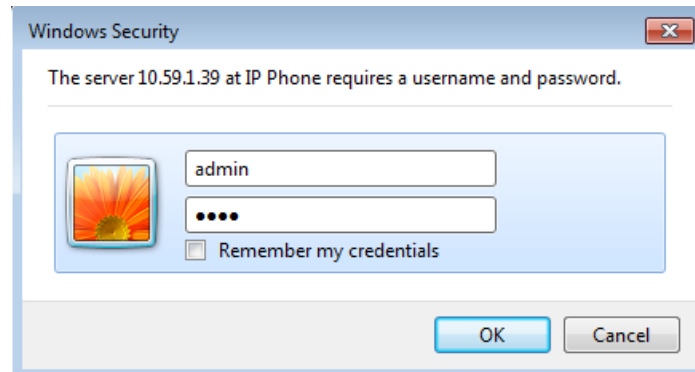 Windows Security
The server 10.59.1.39 at IP Phone requires a username and password.
admin
••••
Remember my credentials
OK Cancel